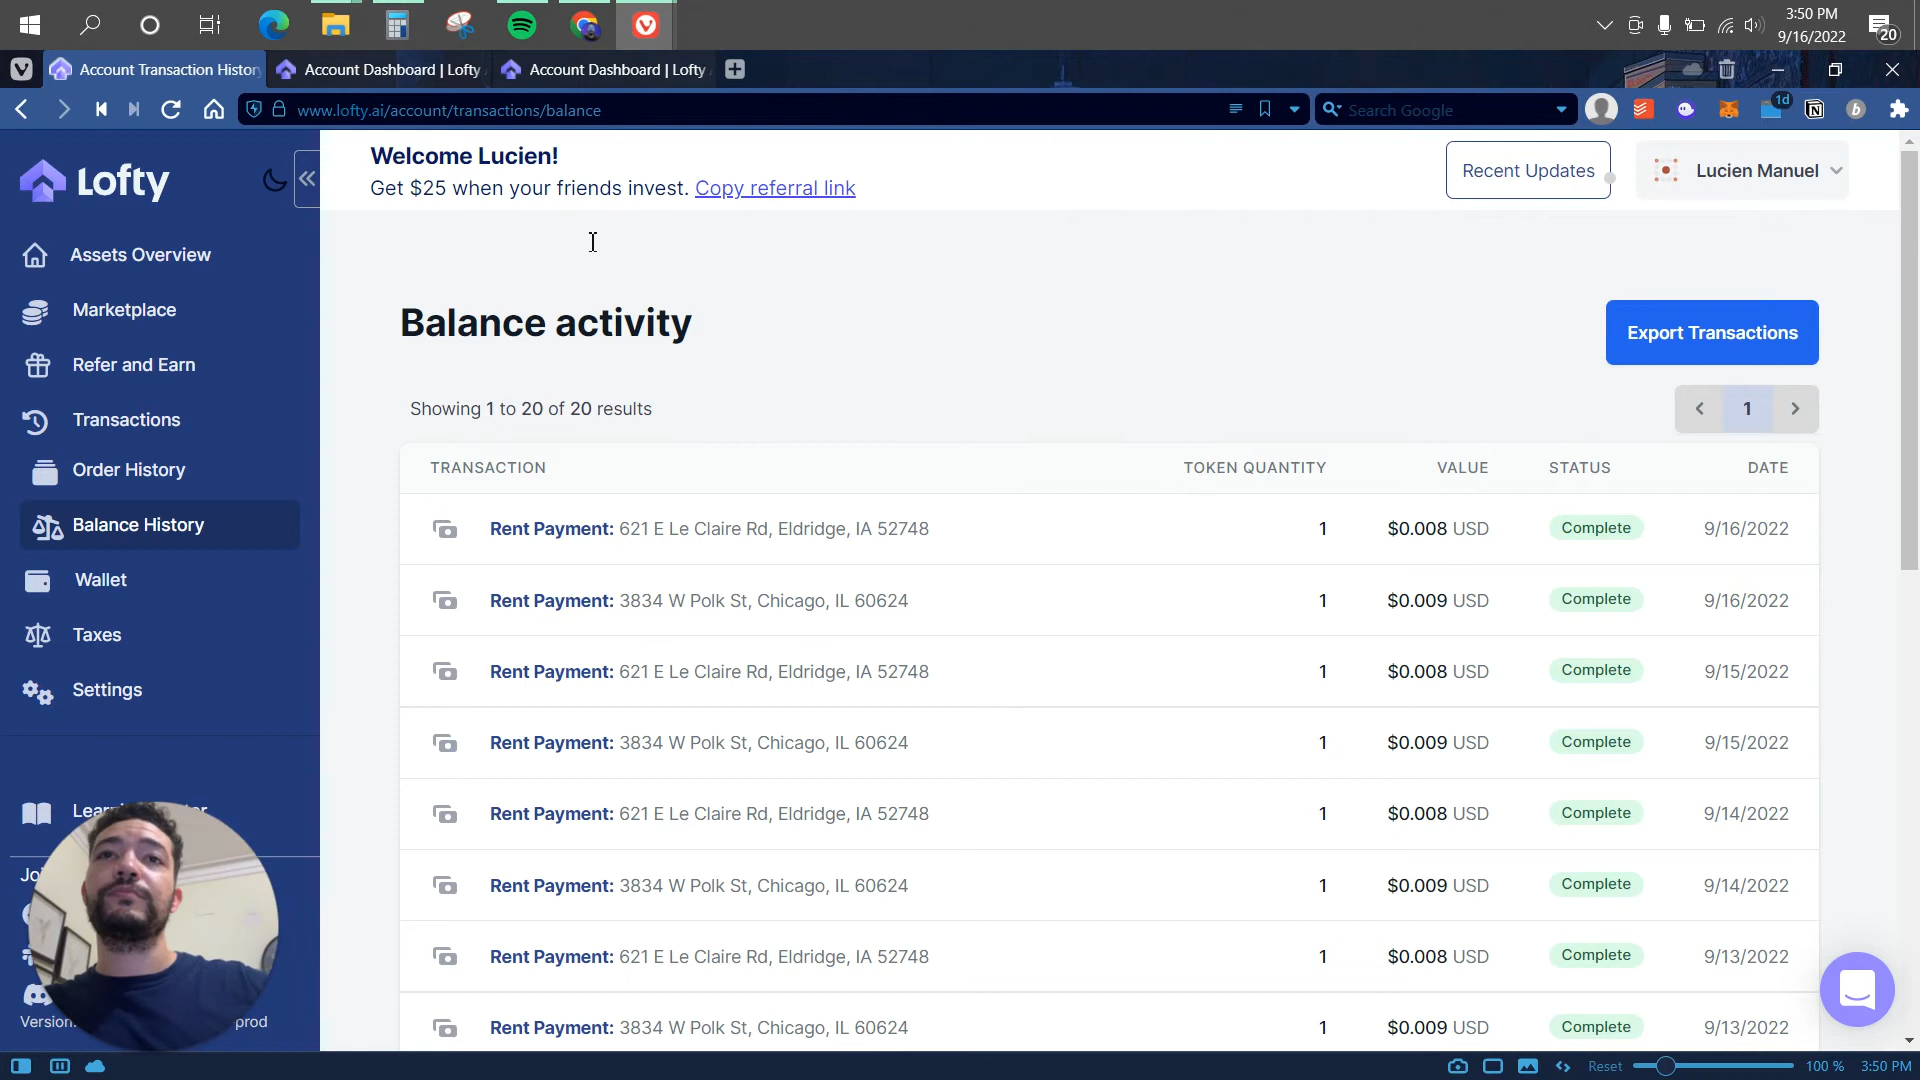 3:50 PM
9/16/2022
20
Account Transaction Histor
Account Dashboard | Lofty
Account Dashboard | Lofty
www.lofty.ai/account/transactions/balance
Search Google
1d
Lofty
Welcome Lucien!
Get $25 when your friends invest. Copy referral link
Recent Updates
Lucien Manuel
Assets Overview
Marketplace
Refer and Earn
Transactions
Order History
Balance History
Wallet
Taxes
Settings
Balance activity
Export Transactions
Showing 1 to 20 of 20 results
1
TRANSACTION TOKEN QUANTITY VALUE STATUS DATE
Rent Payment: 621 E Le Claire Rd, Eldridge, IA 52748 1 $0.008 USD Complete 9/16/2022
Rent Payment: 3834 W Polk St, Chicago, IL 60624 1 $0.009 USD Complete 9/16/2022
Rent Payment: 621 E Le Claire Rd, Eldridge, IA 52748 1 $0.008 USD Complete 9/15/2022
Rent Payment: 3834 W Polk St, Chicago, IL 60624 1 $0.009 USD Complete 9/15/2022
Rent Payment: 621 E Le Claire Rd, Eldridge, IA 52748 1 $0.008 USD Complete 9/14/2022
Rent Payment: 3834 W Polk St, Chicago, IL 60624 1 $0.009 USD Complete 9/14/2022
Rent Payment: 621 E Le Claire Rd, Eldridge, IA 52748 1 $0.008 USD Complete 9/13/2022
Rent Payment: 3834 W Polk St, Chicago, IL 60624 1 $0.009 USD Complete 9/13/2022
Version prod
Reset 100 % 3:50 PM